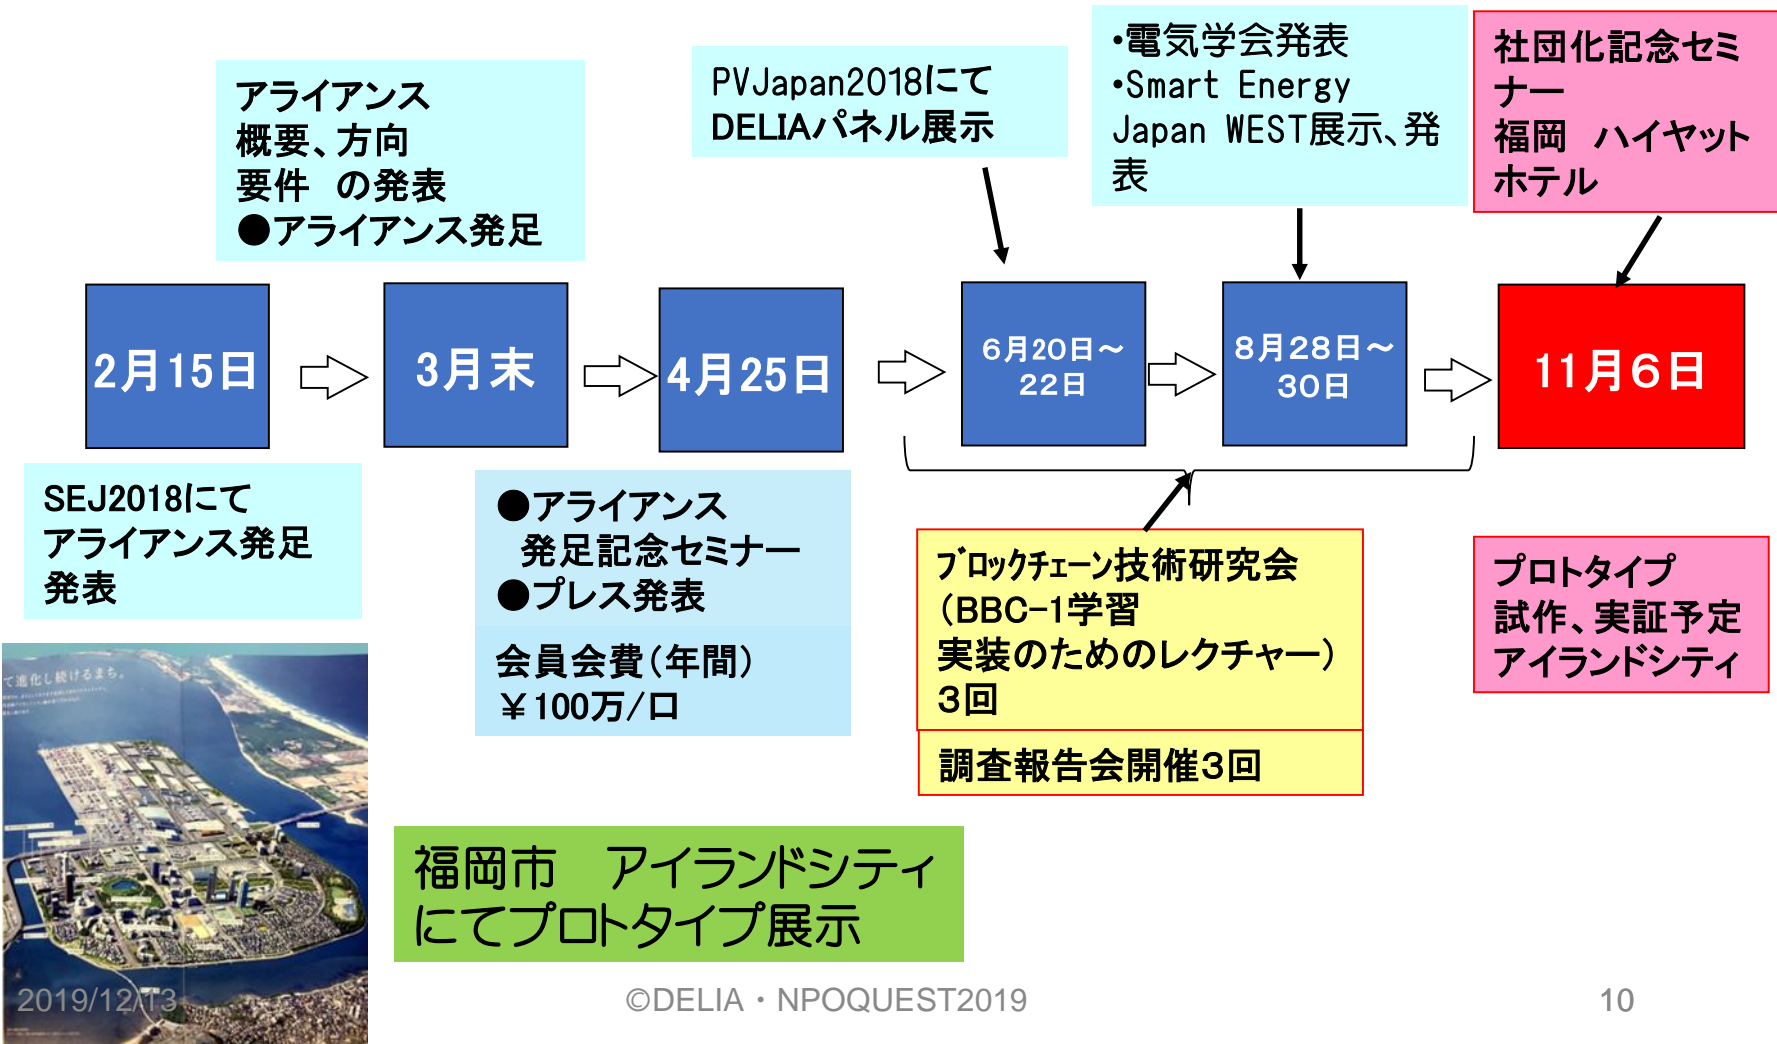 アライアンス
概要、方向
要件　の発表
●アライアンス発足
PVJapan2018にて
DELIAパネル展示
•電気学会発表
•Smart Energy
Japan WEST展示、発
表
社団化記念セミ
ナー
福岡　ハイヤット
ホテル
2月15日
3月末
4月25日
6月20日～
22日
8月28日～
30日
11月6日
SEJ2018にて
アライアンス発足
発表
●アライアンス
発足記念セミナー
●プレス発表
会員会費（年間）
￥100万/口
ﾌﾞﾛｯｸﾁｪｰﾝ技術研究会
（BBC-1学習
実装のためのレクチャー）
３回
調査報告会開催３回
プロトタイプ
試作、実証予定
アイランドシティ
て進化し続けるまち。
福岡市　アイランドシティ
にてプロトタイプ展示
2019/12/13
©DELIA・NPOQUEST2019
10